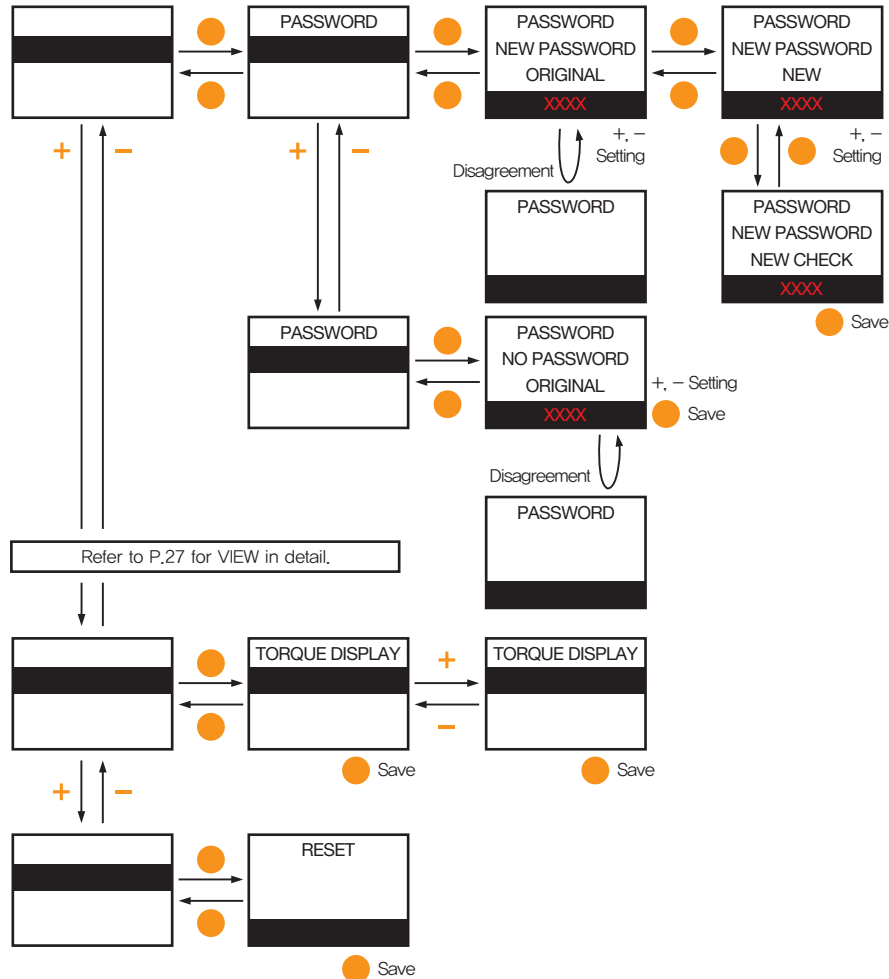 PASSWORD
PASSWORD
NEW PASSWORD
ORIGINAL
XXXX
PASSWORD
NEW PASSWORD
NEW
XXXX
+
−
+
−
Disagreement
+, − Setting
+, − Setting
PASSWORD
PASSWORD
NEW PASSWORD
NEW CHECK
XXXX
Save
PASSWORD
PASSWORD
NO PASSWORD
ORIGINAL
XXXX
+, − Setting
Save
Disagreement
PASSWORD
Refer to P.27 for VIEW in detail.
TORQUE DISPLAY
+
−
TORQUE DISPLAY
Save
Save
+
−
RESET
Save